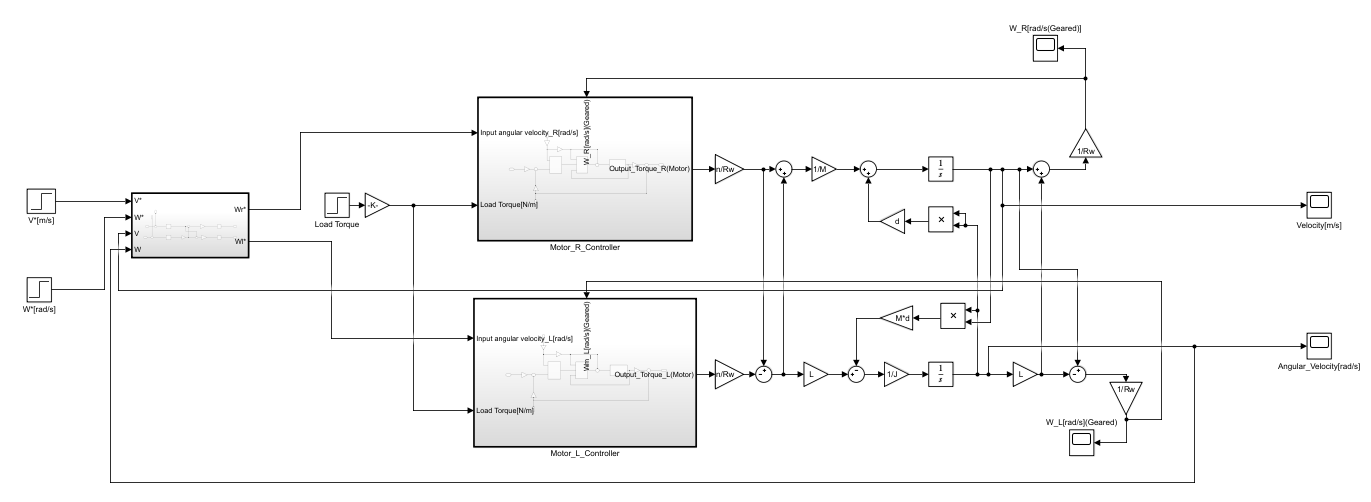 W_R[rad/s(Geared)]
V*[m/s]
W*[rad/s]
V*
W*
V
W
Wr*
Wl*
Load Torque
-K-
Input angular velocity_R[rad/s]
W_R[rad/s](Geared)
Output_Torque_R(Motor)
Load Torque[N/m]
Motor_R_Controller
n/Rw
1/M
1
s
1/Rw
d
×
Velocity[m/s]
Input angular velocity_L[rad/s]
Wm_L[rad/s](Geared)
Output_Torque_L(Motor)
Load Torque[N/m]
Motor_L_Controller
M*d
×
n/Rw
L
1/J
1
s
L
1/Rw
Angular_Velocity[rad/s]
W_L[rad/s](Geared)